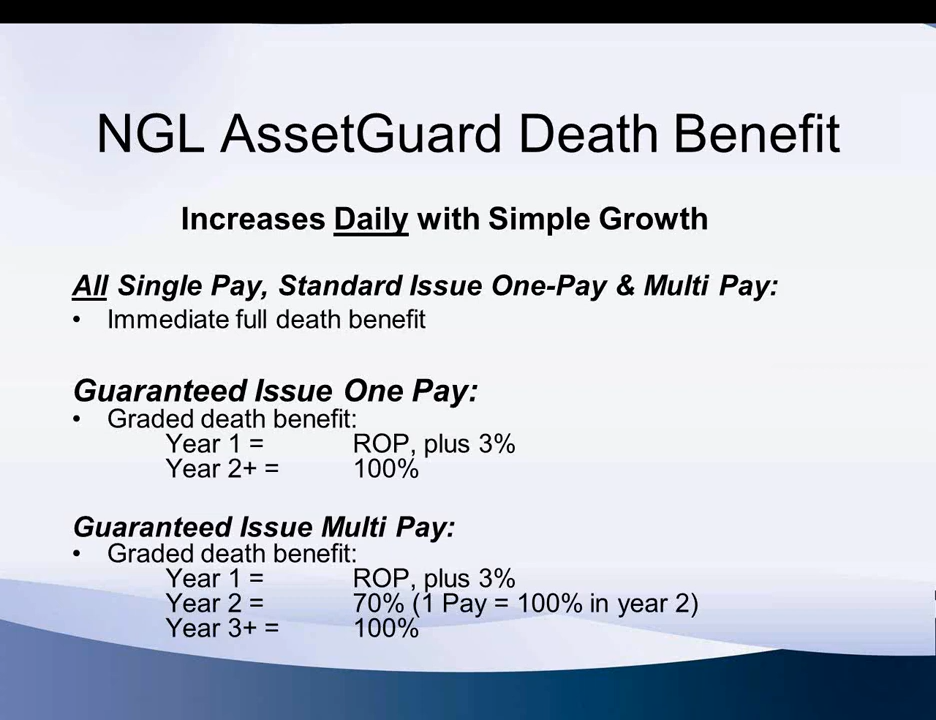 NGL AssetGuard Death Benefit
Increases Daily with Simple Growth
All Single Pay, Standard Issue One-Pay & Multi Pay:
• Immediate full death benefit
Guaranteed Issue One Pay:
• Graded death benefit:
Year 1 = ROP, plus 3%
Year 2+ = 100%
Guaranteed Issue Multi Pay:
• Graded death benefit:
Year 1 = ROP, plus 3%
Year 2 = 70% (1 Pay = 100% in year 2)
Year 3+ = 100%